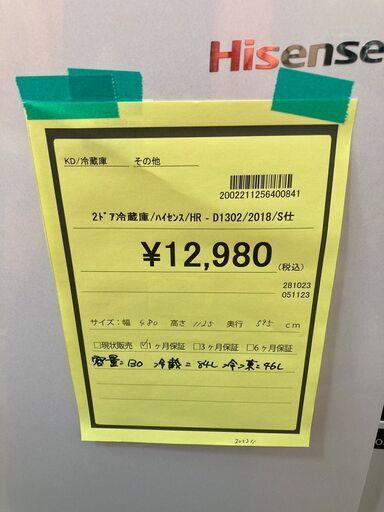 Hisense
KD/冷蔵庫 その他
2002211256400841
2ﾄﾞｱ冷蔵庫/ﾊｲｾﾝｽ/HR-D1302/2018/S仕
¥12,980(税込)
281023
051123
サイズ：幅 480 高さ 1125 奥行 595 cm
□現状販売 ☑1ヶ月保証 □3ヶ月保証 □6ヶ月保証
容量=130 冷蔵=84L 冷凍=46L